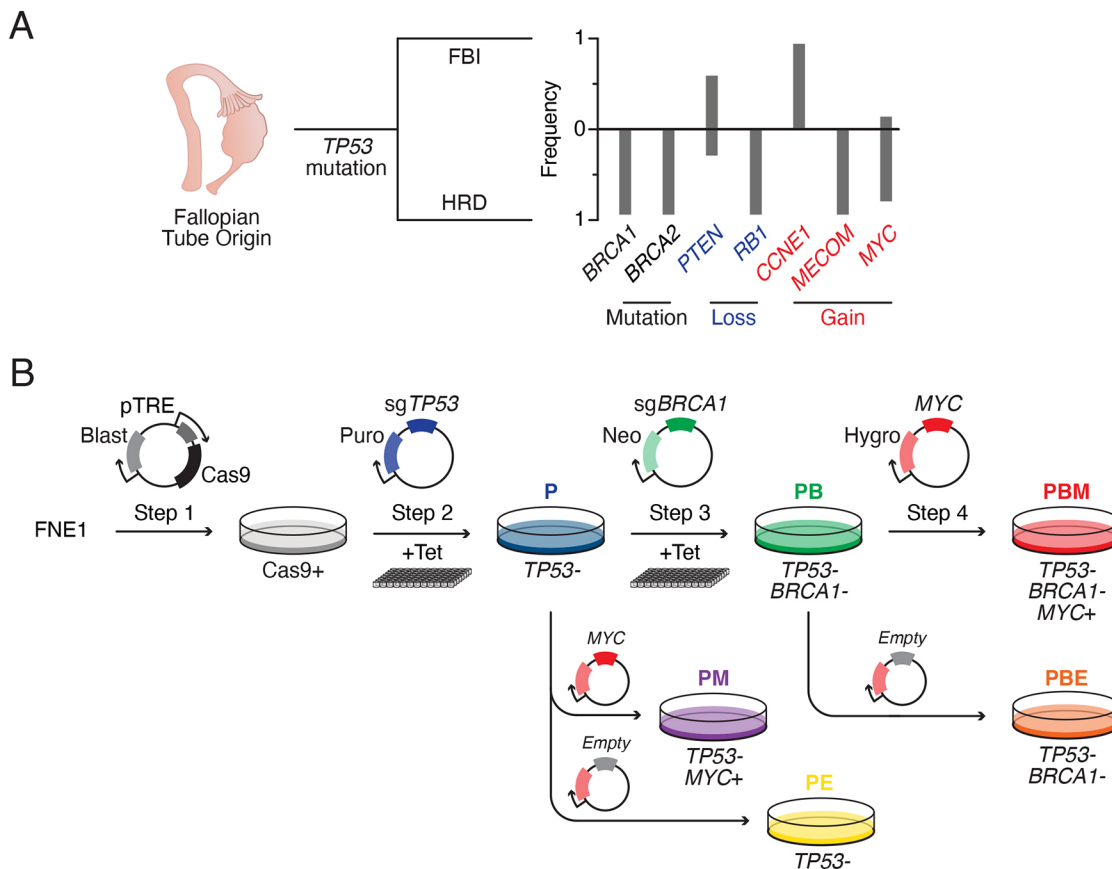 A
FBI
TP53
mutation
HRD
Fallopian
Tube Origin
Frequency
1
0
1
BRCA1
BRCA2
PTEN
RB1
CCNE1
MECOM
MYC
Mutation
Loss
Gain
B
pTRE
Blast
Cas9
sgTP53
Puro
sgBRCA1
Neo
MYC
Hygro
FNE1
Step 1
Cas9+
Step 2
+Tet
P
TP53-
Step 3
+Tet
PB
TP53-
BRCA1-
Step 4
PBM
TP53-
BRCA1-
MYC+
MYC
PM
TP53-
MYC+
Empty
PBE
TP53-
BRCA1-
Empty
PE
TP53-